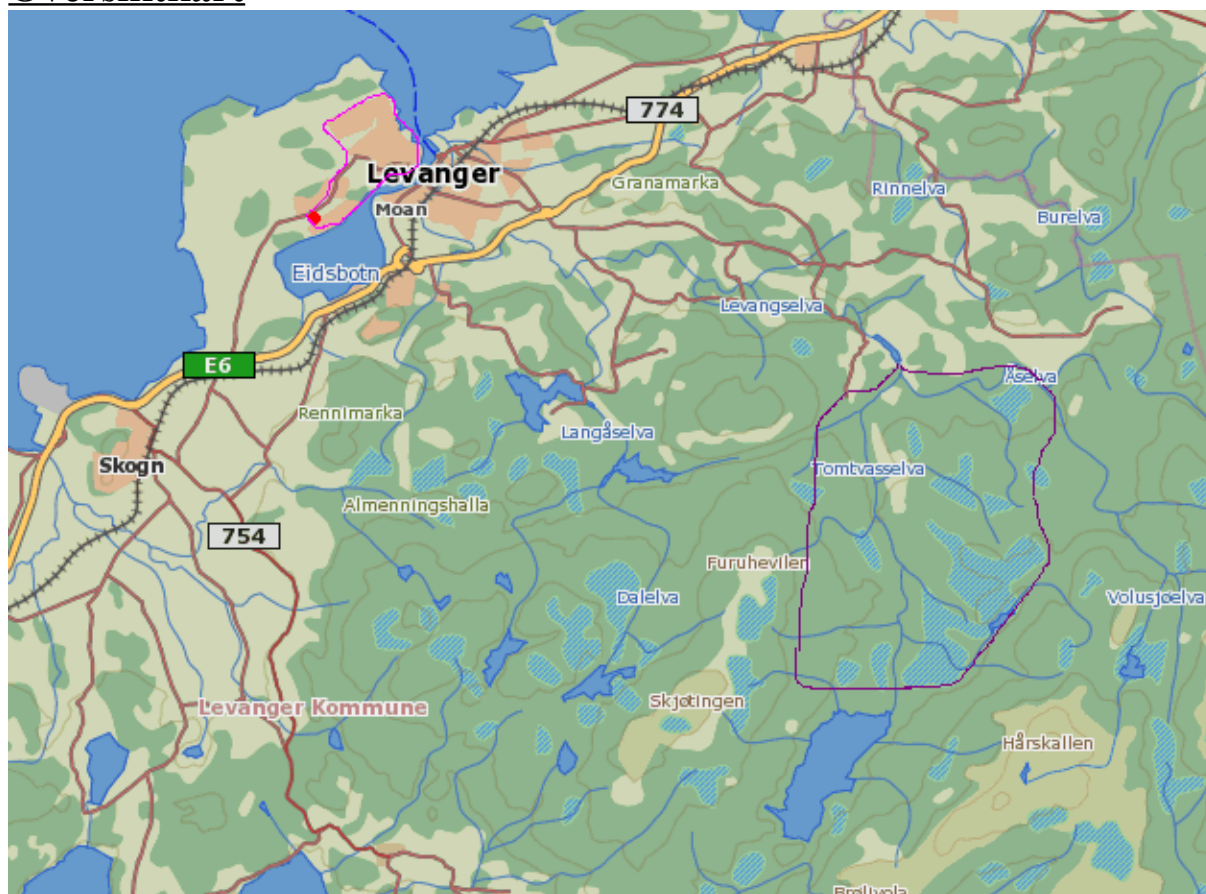 774
Levanger
Granamarka
Rinnelva
Moan
Burelva
Eidsbotn
Levangselva
E6
Åselva
Rennimarka
Langåselva
Skogn
Tomtvasselva
Almenningshalla
754
Furuhevilen
Dalelva
Volusjøelva
Skjøtingen
Levanger Kommune
Hårskallen